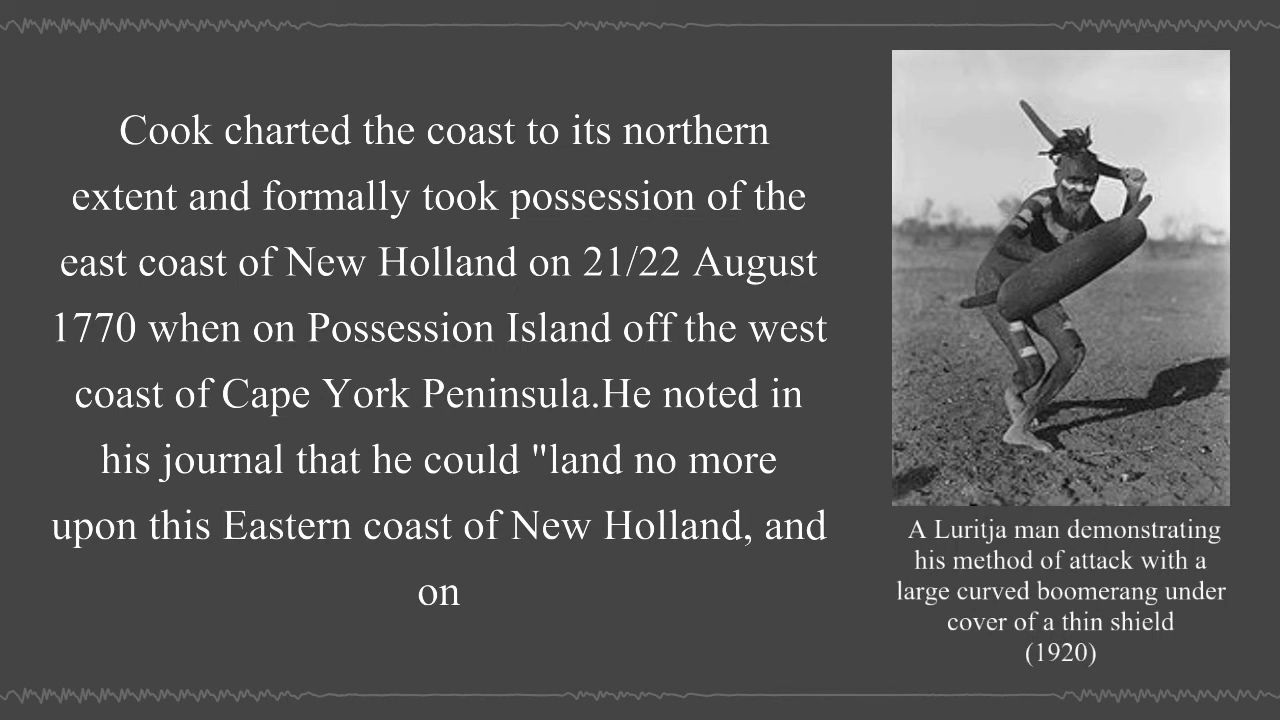 Cook charted the coast to its northern
extent and formally took possession of the
east coast of New Holland on 21/22 August
1770 when on Possession Island off the west
coast of Cape York Peninsula.He noted in
his journal that he could "land no more
upon this Eastern coast of New Holland, and
on
A Luritja man demonstrating
his method of attack with a
large curved boomerang under
cover of a thin shield
(1920)